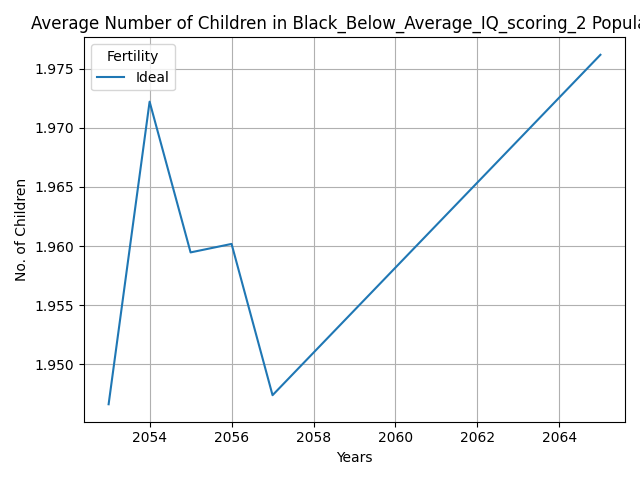 Average Number of Children in Black_Below_Average_IQ_scoring_2 Popula
Fertility
Ideal
1.975
1.970
1.965
1.960
1.955
1.950
No. of Children
2054 2056 2058 2060 2062 2064
Years